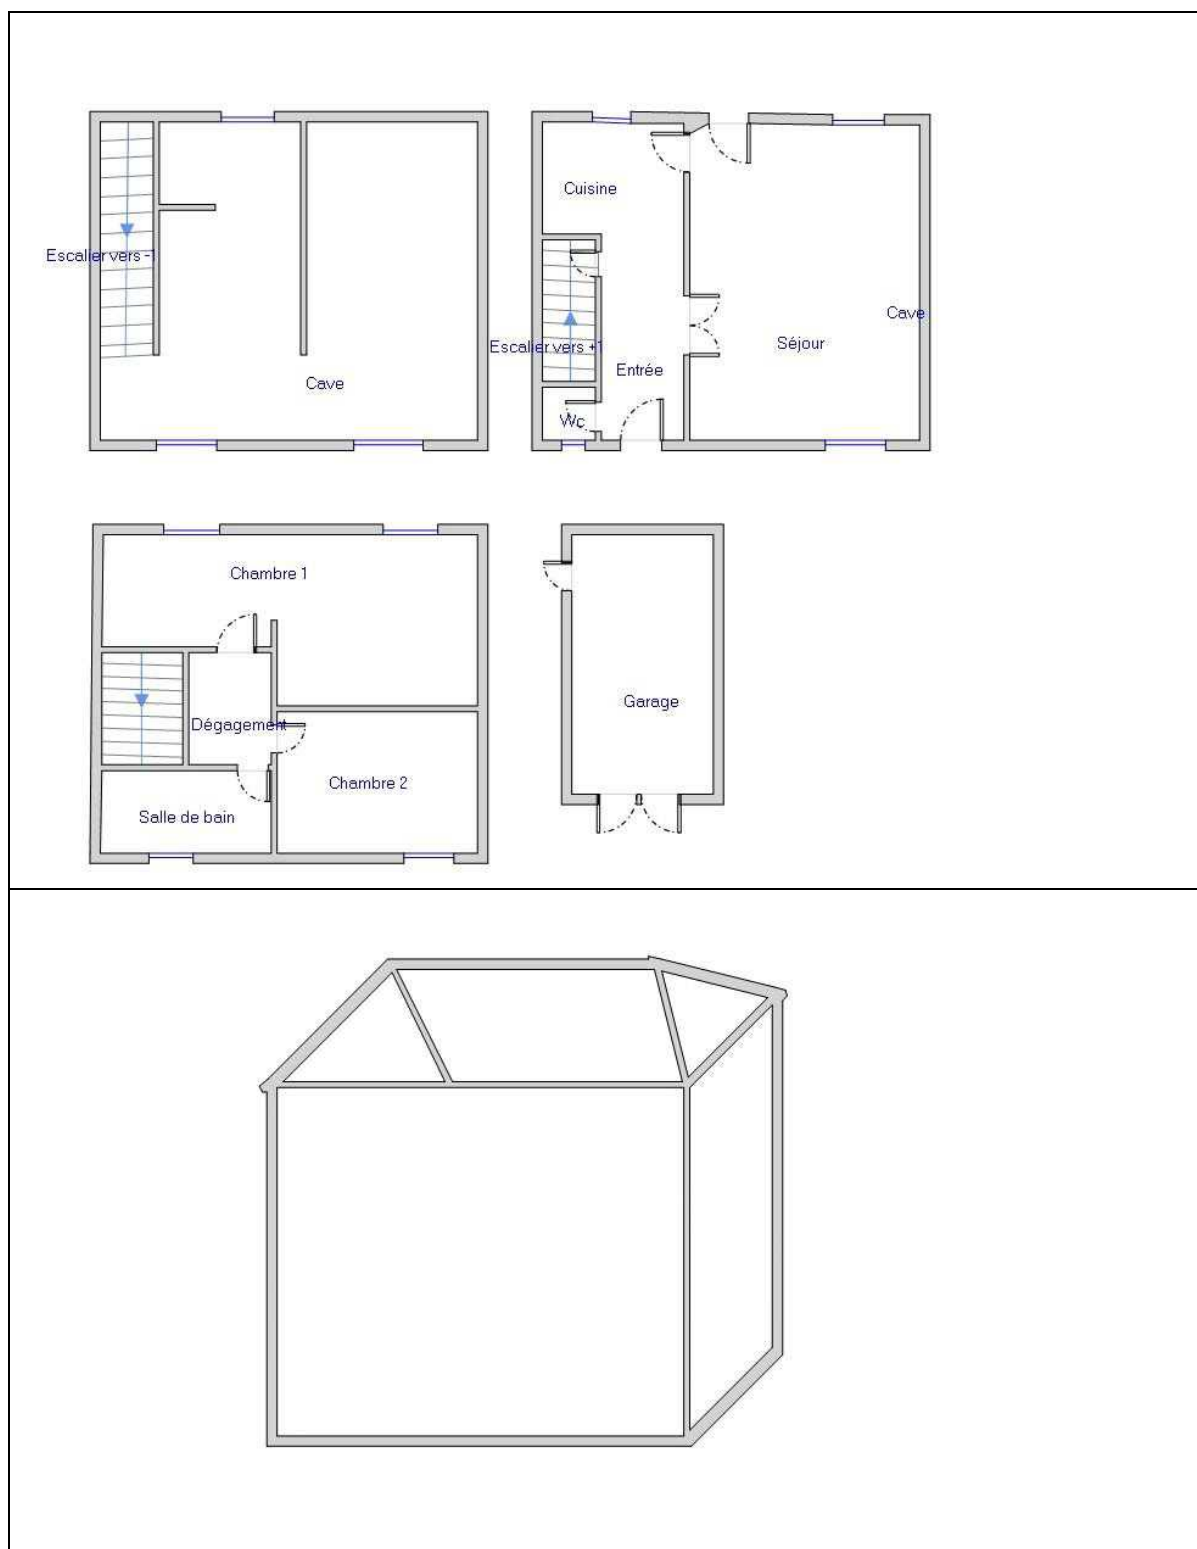 Cuisine
Escalier vers -1
Cave
Séjour
Escalier vers +1
Entrée
Cave
Wc
Chambre 1
Garage
Dégagement
Chambre 2
Salle de bain